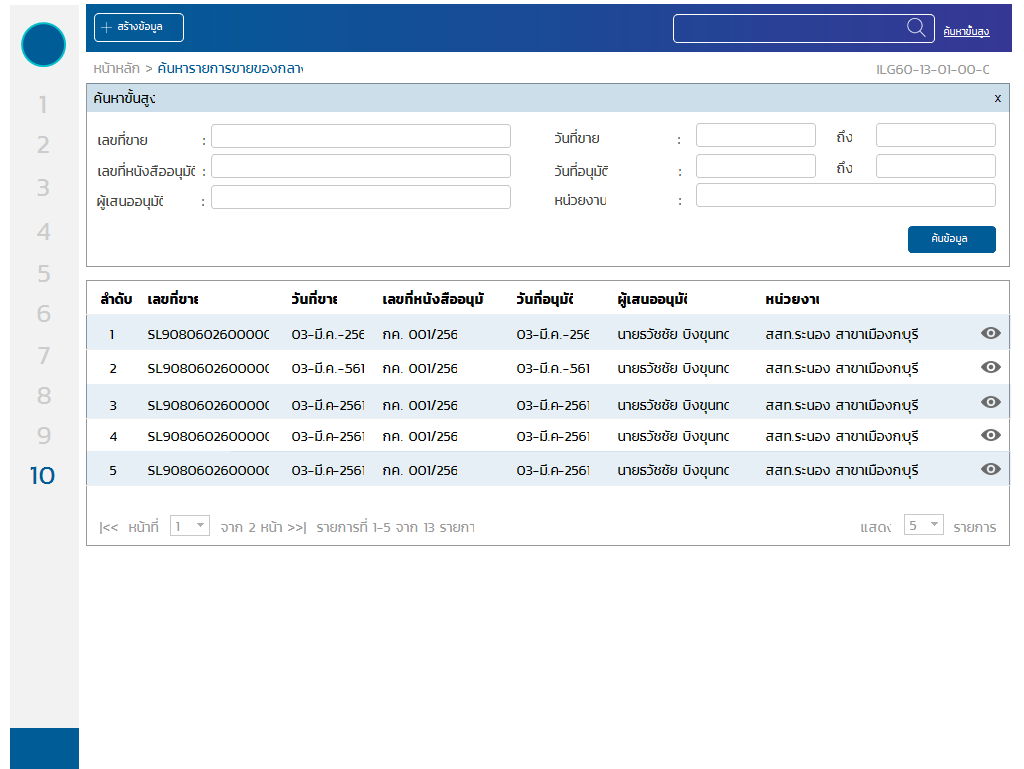 + สร้างข้อมูล
ค้นหาขั้นสูง
หน้าหลัก > ค้นหารายการขายของกลาง
ILG60-13-01-00-0
ค้นหาขั้นสูง x
เลขที่ขาย :
วันที่ขาย : ถึง
เลขที่หนังสืออนุมัติ :
วันที่อนุมัติ : ถึง
ผู้เสนออนุมัติ :
หน่วยงาน :
ค้นข้อมูล
ลำดับ เลขที่ขาย วันที่ขาย เลขที่หนังสืออนุมั วันที่อนุมัติ ผู้เสนออนุมัติ หน่วยงาน
1 SL9080602600000 03-มี.ค.-256 กค. 001/256 03-มี.ค.-256 นายธวัชชัย บิงขุนทด สสท.ระนอง สาขาเมืองกบุรี
2 SL9080602600000 03-มี.ค.-561 กค. 001/256 03-มี.ค.-561 นายธวัชชัย บิงขุนทด สสท.ระนอง สาขาเมืองกบุรี
3 SL9080602600000 03-มี.ค-2561 กค. 001/256 03-มี.ค-2561 นายธวัชชัย บิงขุนทด สสท.ระนอง สาขาเมืองกบุรี
4 SL9080602600000 03-มี.ค-2561 กค. 001/256 03-มี.ค-2561 นายธวัชชัย บิงขุนทด สสท.ระนอง สาขาเมืองกบุรี
5 SL9080602600000 03-มี.ค-2561 กค. 001/256 03-มี.ค-2561 นายธวัชชัย บิงขุนทด สสท.ระนอง สาขาเมืองกบุรี
|<< หน้าที่ 1 จาก 2 หน้า >>| รายการที่ 1-5 จาก 13 รายกา
แสดง 5 รายการ
1
2
3
4
5
6
7
8
9
10